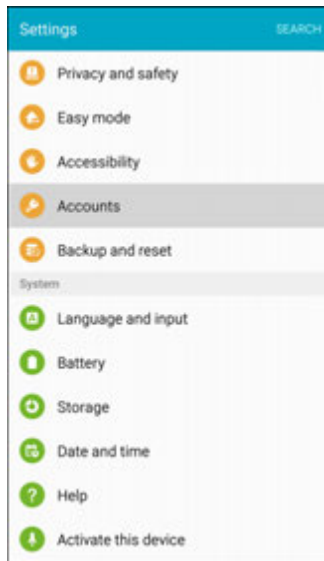 Settings SEARCH
Privacy and safety
Easy mode
Accessibility
Accounts
Backup and reset
System
Language and input
Battery
Storage
Date and time
Help
Activate this device